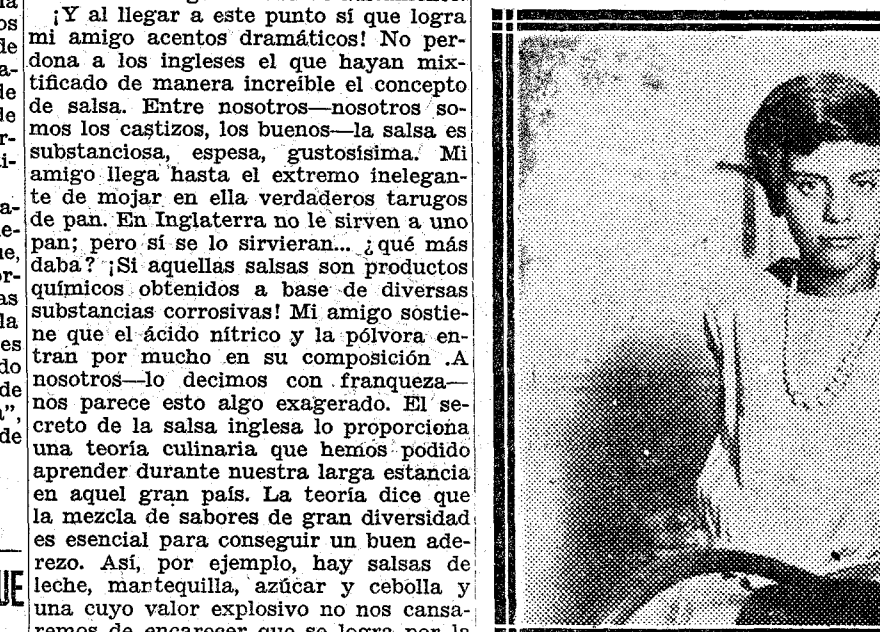 ¡Y al llegar a este punto sí que logra
mi amigo acentos dramáticos! No per-
dona a los ingleses el que hayan mix-
tificado de manera increíble el concepto
de salsa. Entre nosotros—nosotros so-
mos los castizos, los buenos—la salsa es
substanciosa, espesa, gustosísima. Mi
amigo llega hasta el extremo inelegan-
te de mojar en ella verdaderos tarugos
de pan. En Inglaterra no le sirven a uno
pan; pero sí se lo sirvieran... ¿qué más
daba? ¡Si aquellas salsas son productos
químicos obtenidos a base de diversas
substancias corrosivas! Mi amigo sostie-
ne que el ácido nítrico y la pólvora en-
tran por mucho en su composición .A
nosotros—lo decimos con franqueza—
nos parece esto algo exagerado. El se-
creto de la salsa inglesa lo proporciona
una teoría culinaria que hemos podido
aprender durante nuestra larga estancia
en aquel gran país. La teoría dice que
la mezcla de sabores de gran diversidad
es esencial para conseguir un buen ade-
rezo. Así, por ejemplo, hay salsas de
leche, mantequilla, azúcar y cebolla y
una cuyo valor explosivo no nos cansa-
remos de encarecer que se logra por la